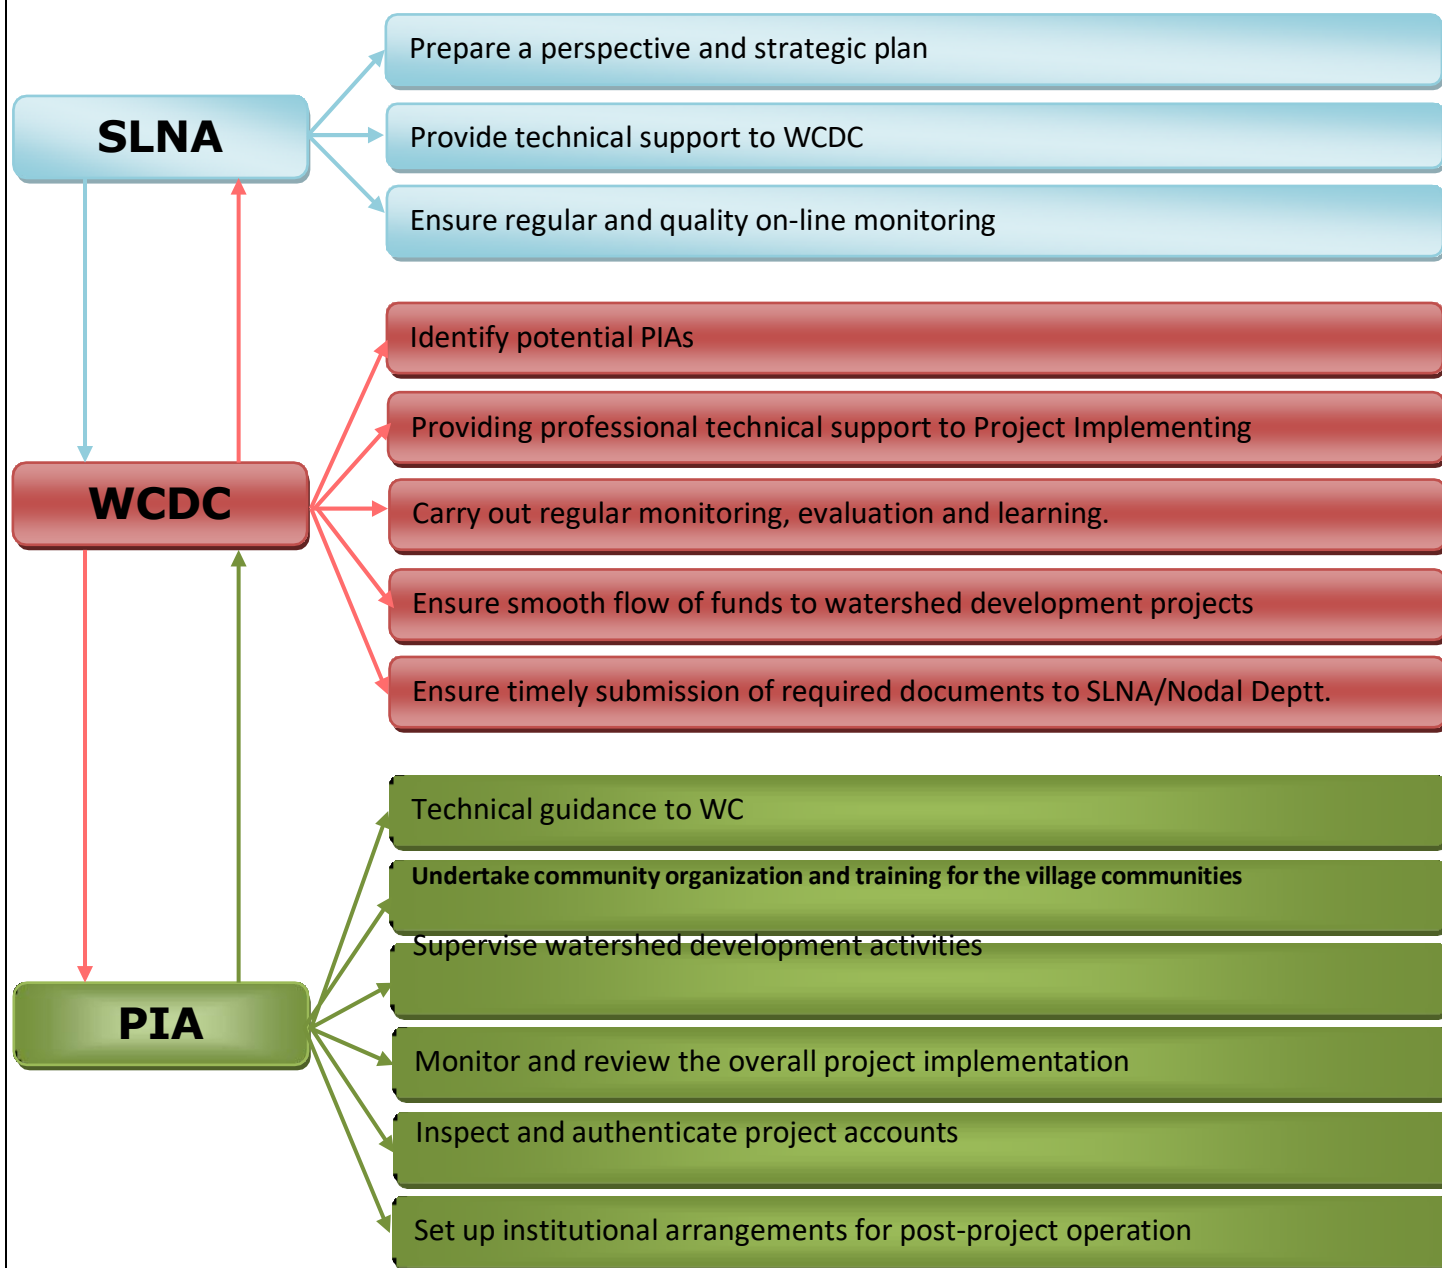 SLNA
Prepare a perspective and strategic plan
Provide technical support to WCDC
Ensure regular and quality on-line monitoring
WCDC
Identify potential PIAs
Providing professional technical support to Project Implementing
Carry out regular monitoring, evaluation and learning.
Ensure smooth flow of funds to watershed development projects
Ensure timely submission of required documents to SLNA/Nodal Deptt.
PIA
Technical guidance to WC
Undertake community organization and training for the village communities
Supervise watershed development activities
Monitor and review the overall project implementation
Inspect and authenticate project accounts
Set up institutional arrangements for post-project operation